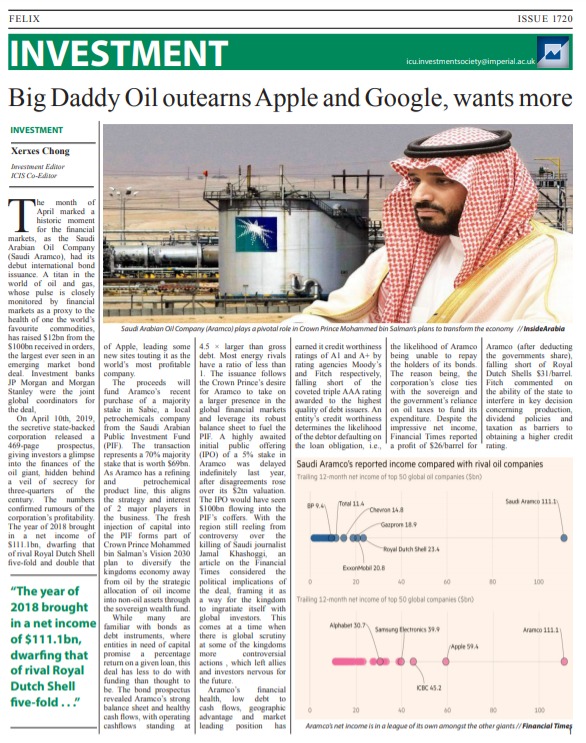 FELIX
ISSUE 1720
INVESTMENT
icu.investmentsociety@imperial.ac.uk
Big Daddy Oil outearns Apple and Google, wants more
INVESTMENT
Xerxes Chong
Investment Editor
ICIS Co-Editor
The month of
April marked a
historic moment
for the financial
markets, as the Saudi
Arabian Oil Company
(Saudi Aramco), had its
debut international bond
issuance. A titan in the
world of oil and gas,
whose pulse is closely
monitored by financial
markets as a proxy to the
health of one the world's
favourite commodities,
has raised $12bn from the
$100bn received in orders,
the largest ever seen in an
emerging market bond
deal. Investment banks
JP Morgan and Morgan
Stanley were the joint
global coordinators for
the deal,
On April 10th, 2019,
the secretive state-backed
corporation released a
469-page prospectus,
giving investors a glimpse
into the finances of the
oil giant, hidden behind
a veil of secrecy for
three-quarters of the
century. The numbers
confirmed rumours of the
corporation's profitability.
The year of 2018 brought
in a net income of
$111.1bn, dwarfing that
of rival Royal Dutch Shell
five-fold and double that
"The year of
2018 brought
in a net income
of $111.1bn,
dwarfing that
of rival Royal
Dutch Shell
five-fold . . ."
Saudi Arabian Oil Company (Aramco) plays a pivotal role in Crown Prince Mohammed bin Salman's plans to transform the economy // InsideArabia
of Apple, leading some
new sites touting it as the
world's most profitable
company.
The proceeds will
fund Aramco's recent
purchase of a majority
stake in Sabic, a local
petrochemicals company
from the Saudi Arabian
Public Investment Fund
(PIF). The transaction
represents a 70% majority
stake that is worth $69bn.
As Aramco has a refining
and petrochemical
product line, this aligns
the strategy and interest
of 2 major players in
the business. The fresh
injection of capital into
the PIF forms part of
Crown Prince Mohammed
bin Salman's Vision 2030
plan to diversify the
kingdoms economy away
from oil by the strategic
allocation of oil income
into non-oil assets through
the sovereign wealth fund.
While many are
familiar with bonds as
debt instruments, where
entities in need of capital
promise a percentage
return on a given loan, this
deal has less to do with
funding than thought to
be. The bond prospectus
revealed Aramco's strong
balance sheet and healthy
cash flows, with operating
cashflows standing at
4.5 × larger than gross
debt. Most energy rivals
have a ratio of less than
1. The issuance follows
the Crown Prince's desire
for Aramco to take on
a larger presence in the
global financial markets
and leverage its robust
balance sheet to fuel the
PIF. A highly awaited
initial public offering
(IPO) of a 5% stake in
Aramco was delayed
indefinitely last year,
after disagreements rose
over its $2tn valuation.
The IPO would have seen
$100bn flowing into the
PIF's coffers. With the
region still reeling from
controversy over the
killing of Saudi journalist
Jamal Khashoggi, an
article on the Financial
Times considered the
political implications of
the deal, framing it as
a way for the kingdom
to ingratiate itself with
global investors. This
comes at a time when
there is global scrutiny
at some of the kingdoms
more controversial
actions , which left allies
and investors nervous for
the future.
Aramco's financial
health, low debt to
cash flows, geographic
advantage and market
leading position has
earned it credit worthiness
ratings of A1 and A+ by
rating agencies Moody's
and Fitch respectively,
falling short of the
coveted triple AAA rating
awarded to the highest
quality of debt issuers. An
entity's credit worthiness
determines the likelihood
of the debtor defaulting on
the loan obligation, i.e.,
the likelihood of Aramco
being unable to repay
the holders of its bonds.
The reason being, the
corporation's close ties
with the sovereign and
the government's reliance
on oil taxes to fund its
expenditure. Despite the
impressive net income,
Financial Times reported
a profit of $26/barrel for
Aramco (after deducting
the governments share),
falling short of Royal
Dutch Shells $31/barrel.
Fitch commented on
the ability of the state to
interfere in key decision
concerning production,
dividend policies and
taxation as barriers to
obtaining a higher credit
rating.
Saudi Aramco's reported income compared with rival oil companies
Trailing 12-month net income of top 50 global oil companies ($bn)
BP 9.4
Total 11.4
Chevron 14.8
Gazprom 18.9
Saudi Aramco 111.1
Royal Dutch Shell 23.4
ExxonMobil 20.8
0 20 40 60 80 100
Trailing 12-month net income of top 50 global companies ($bn)
Alphabet 30.7
Samsung Electronics 39.9
Apple 59.4
Aramco 111.1
ICBC 45.2
0 20 40 60 80 100
Aramco's net income is in a league of its own amongst the other giants // Financial Times